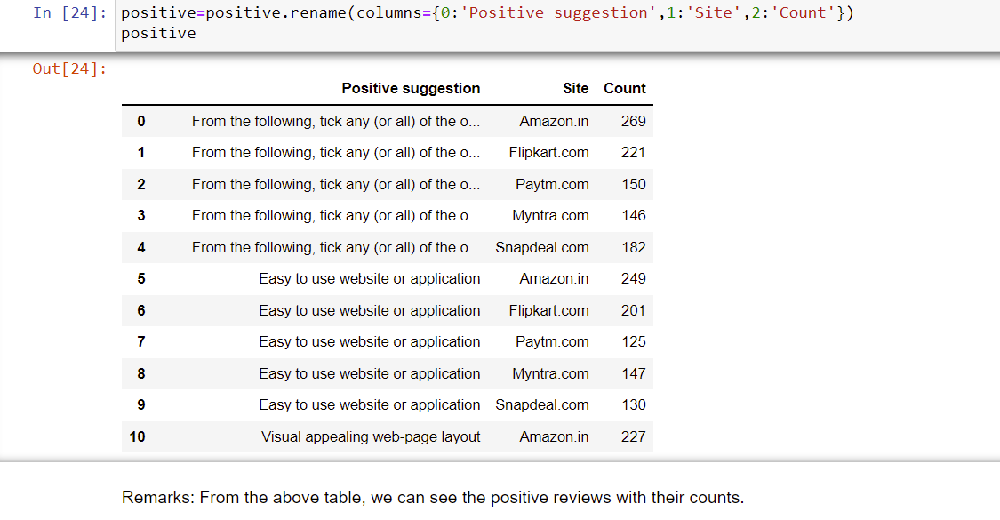 In [24]: positive=positive.rename(columns={0:'Positive suggestion',1:'Site',2:'Count'})
positive
Out[24]:
Positive suggestion Site Count
0 From the following, tick any (or all) of the o... Amazon.in 269
1 From the following, tick any (or all) of the o... Flipkart.com 221
2 From the following, tick any (or all) of the o... Paytm.com 150
3 From the following, tick any (or all) of the o... Myntra.com 146
4 From the following, tick any (or all) of the o... Snapdeal.com 182
5 Easy to use website or application Amazon.in 249
6 Easy to use website or application Flipkart.com 201
7 Easy to use website or application Paytm.com 125
8 Easy to use website or application Myntra.com 147
9 Easy to use website or application Snapdeal.com 130
10 Visual appealing web-page layout Amazon.in 227
Remarks: From the above table, we can see the positive reviews with their counts.